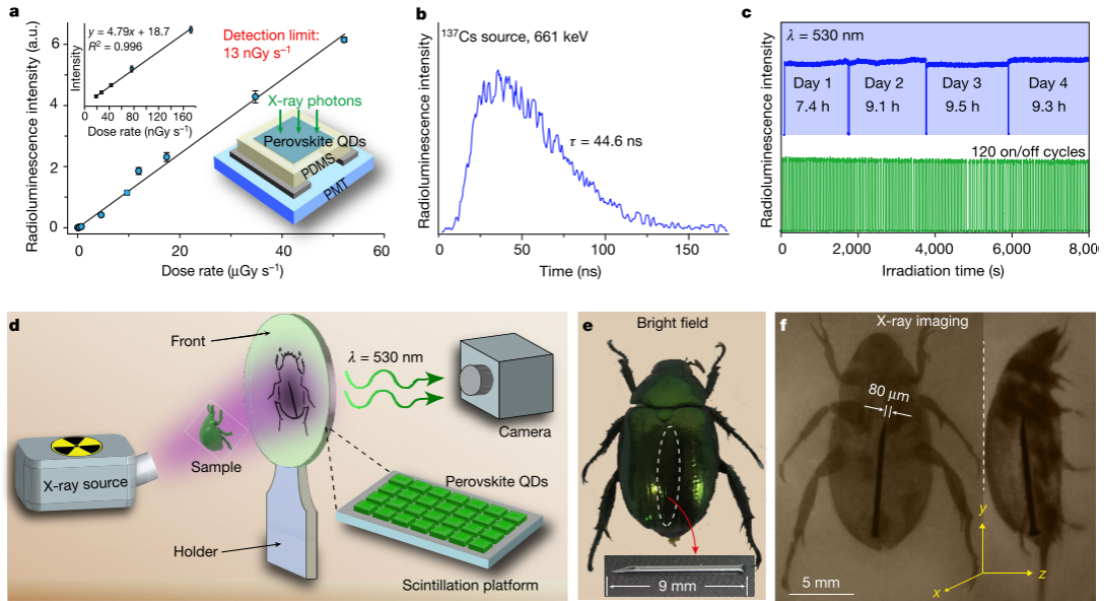 a
y = 4.79x + 18.7
R² = 0.996
Intensity
0 60 120 180
Dose rate (nGy s⁻¹)
Detection limit:
13 nGy s⁻¹
X-ray photons
Perovskite QDs
PDMS
PMT
Radioluminescence intensity (a.u.)
6
4
2
0
0 20 40 60
Dose rate (μGy s⁻¹)
b
¹³⁷Cs source, 661 keV
τ = 44.6 ns
Radioluminescence intensity
0 50 100 150
Time (ns)
c
λ = 530 nm
Day 1 Day 2 Day 3 Day 4
7.4 h 9.1 h 9.5 h 9.3 h
120 on/off cycles
Radioluminescence intensity
0 2,000 4,000 6,000 8,000
Irradiation time (s)
d
Front
λ = 530 nm
Camera
Sample
X-ray source
Perovskite QDs
Holder
Scintillation platform
e
Bright field
9 mm
f
X-ray imaging
80 μm
y
z
x
5 mm